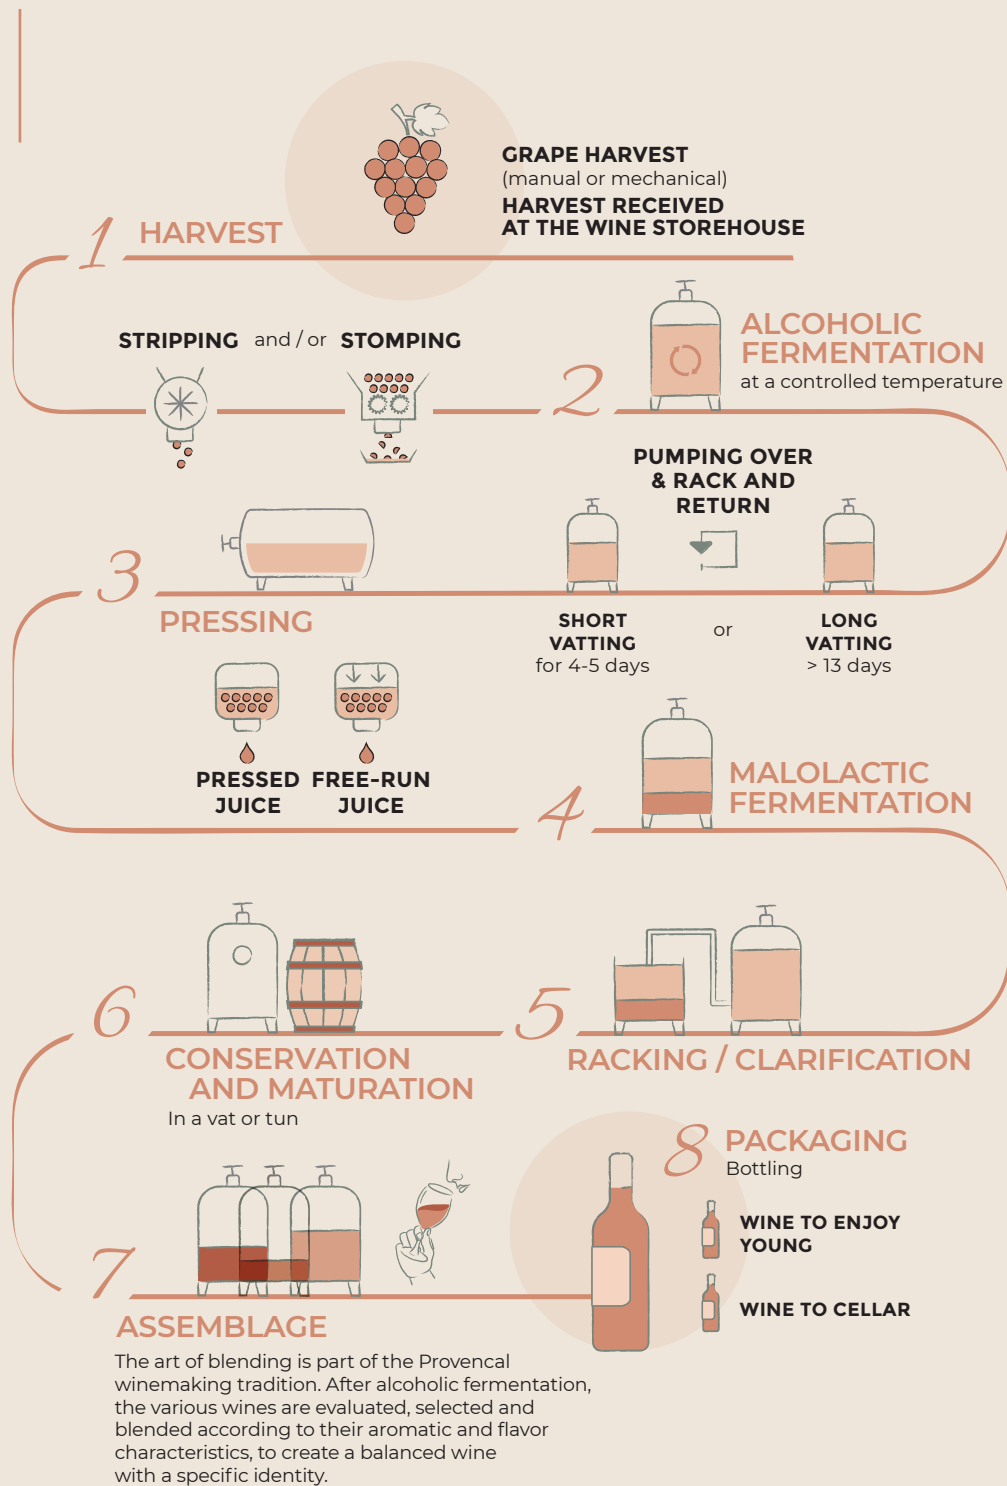 GRAPE HARVEST
(manual or mechanical)
HARVEST RECEIVED
AT THE WINE STOREHOUSE
1 HARVEST
STRIPPING and / or STOMPING
2 ALCOHOLIC
FERMENTATION
at a controlled temperature
PUMPING OVER
& RACK AND
RETURN
SHORT
VATTING
for 4-5 days
or
LONG
VATTING
> 13 days
3
PRESSING
PRESSED
JUICE
FREE-RUN
JUICE
4 MALOLACTIC
FERMENTATION
5
RACKING / CLARIFICATION
6
CONSERVATION
AND MATURATION
In a vat or tun
7
ASSEMBLAGE
The art of blending is part of the Provencal
winemaking tradition. After alcoholic fermentation,
the various wines are evaluated, selected and
blended according to their aromatic and flavor
characteristics, to create a balanced wine
with a specific identity.
8 PACKAGING
Bottling
WINE TO ENJOY
YOUNG
WINE TO CELLAR